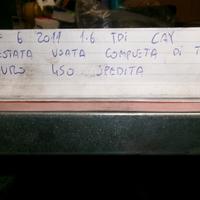 6 2011 1.6 TDI CAY
TESTATA USATA COMPLETA DI
EURO 450 SPEDITA